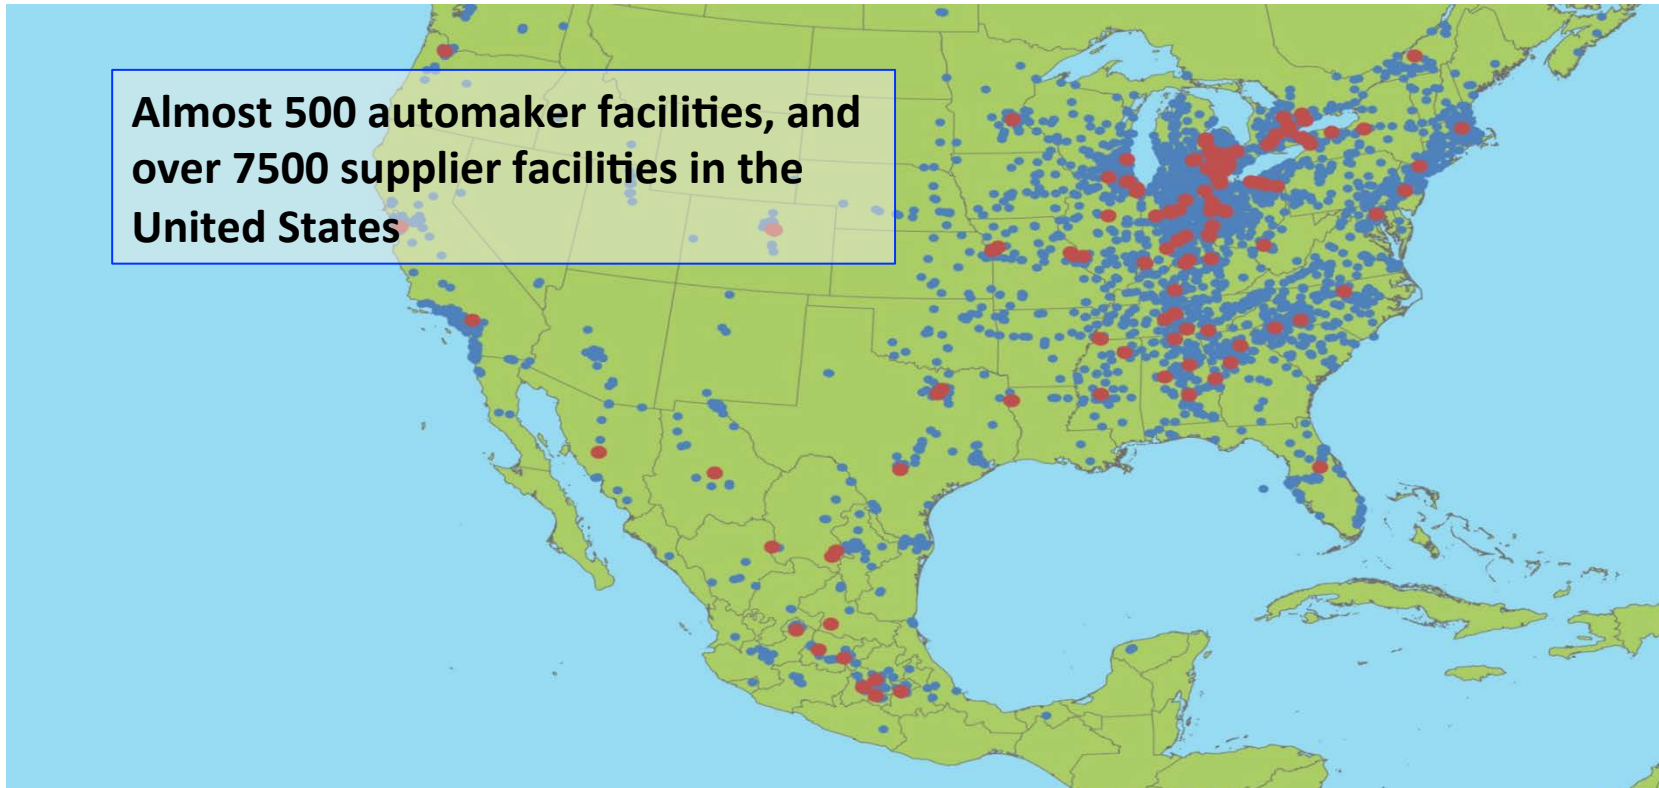 Almost 500 automaker facilities, and
over 7500 supplier facilities in the
United States